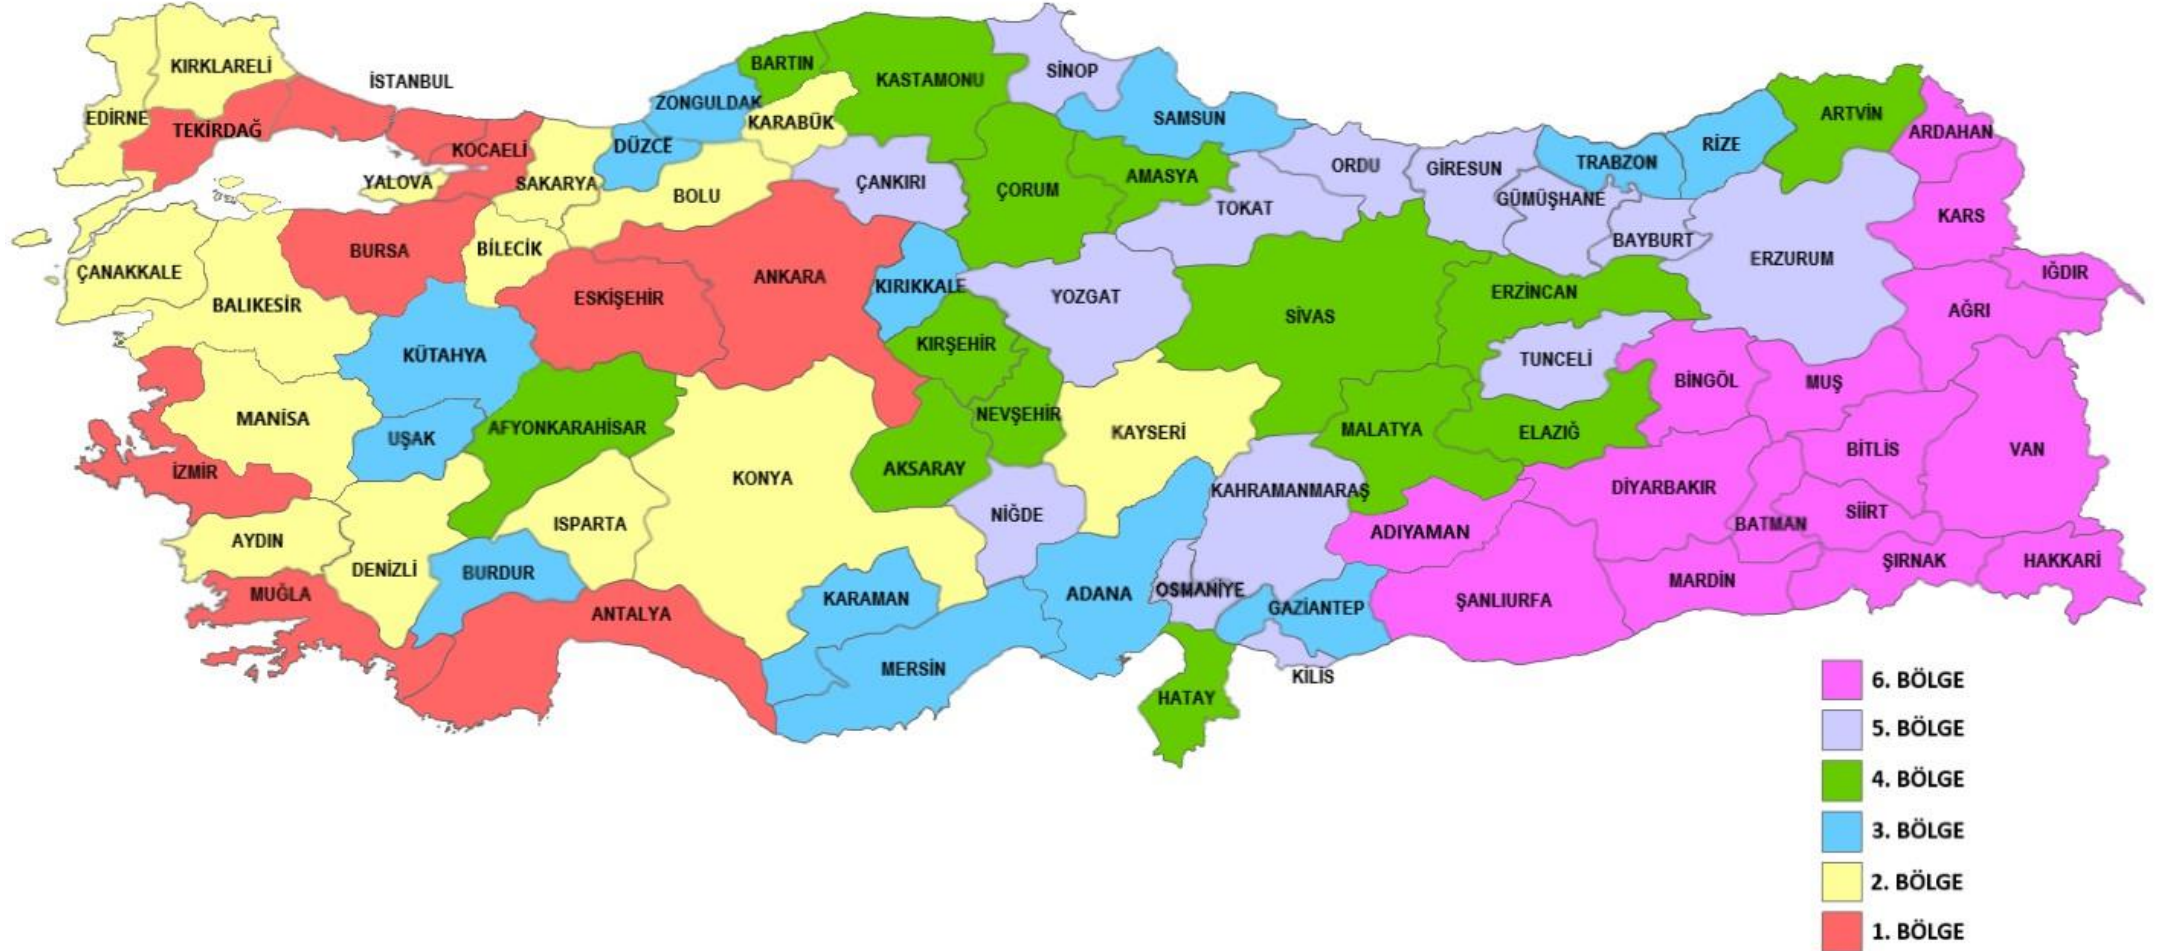 KIRKLARELİ
İSTANBUL
EDİRNE
TEKİRDAĞ
KOCAELİ
YALOVA
SAKARYA
DÜZCE
ZONGULDAK
BARTIN
KARABÜK
KASTAMONU
SİNOP
SAMSUN
BOLU
ÇANKIRI
ÇORUM
AMASYA
TOKAT
ORDU
GİRESUN
GÜMÜŞHANE
TRABZON
RİZE
ARTVİN
ARDAHAN
KARS
BAYBURT
ERZURUM
IĞDIR
AĞRI
ÇANAKKALE
BALIKESİR
BURSA
BİLECİK
ESKİŞEHİR
ANKARA
KIRIKKALE
YOZGAT
SİVAS
ERZİNCAN
TUNCELİ
BİNGÖL
MUŞ
KÜTAHYA
KIRŞEHİR
MANİSA
UŞAK
AFYONKARAHİSAR
NEVŞEHİR
KAYSERİ
MALATYA
ELAZIĞ
BİTLİS
VAN
İZMİR
KONYA
AKSARAY
NİĞDE
KAHRAMANMARAŞ
ADIYAMAN
DİYARBAKIR
BATMAN
SİİRT
AYDIN
DENİZLİ
ISPARTA
BURDUR
MUĞLA
ANTALYA
KARAMAN
MERSİN
ADANA
OSMANİYE
GAZİANTEP
KİLİS
HATAY
ŞANLIURFA
MARDİN
ŞIRNAK
HAKKARİ
6. BÖLGE
5. BÖLGE
4. BÖLGE
3. BÖLGE
2. BÖLGE
1. BÖLGE